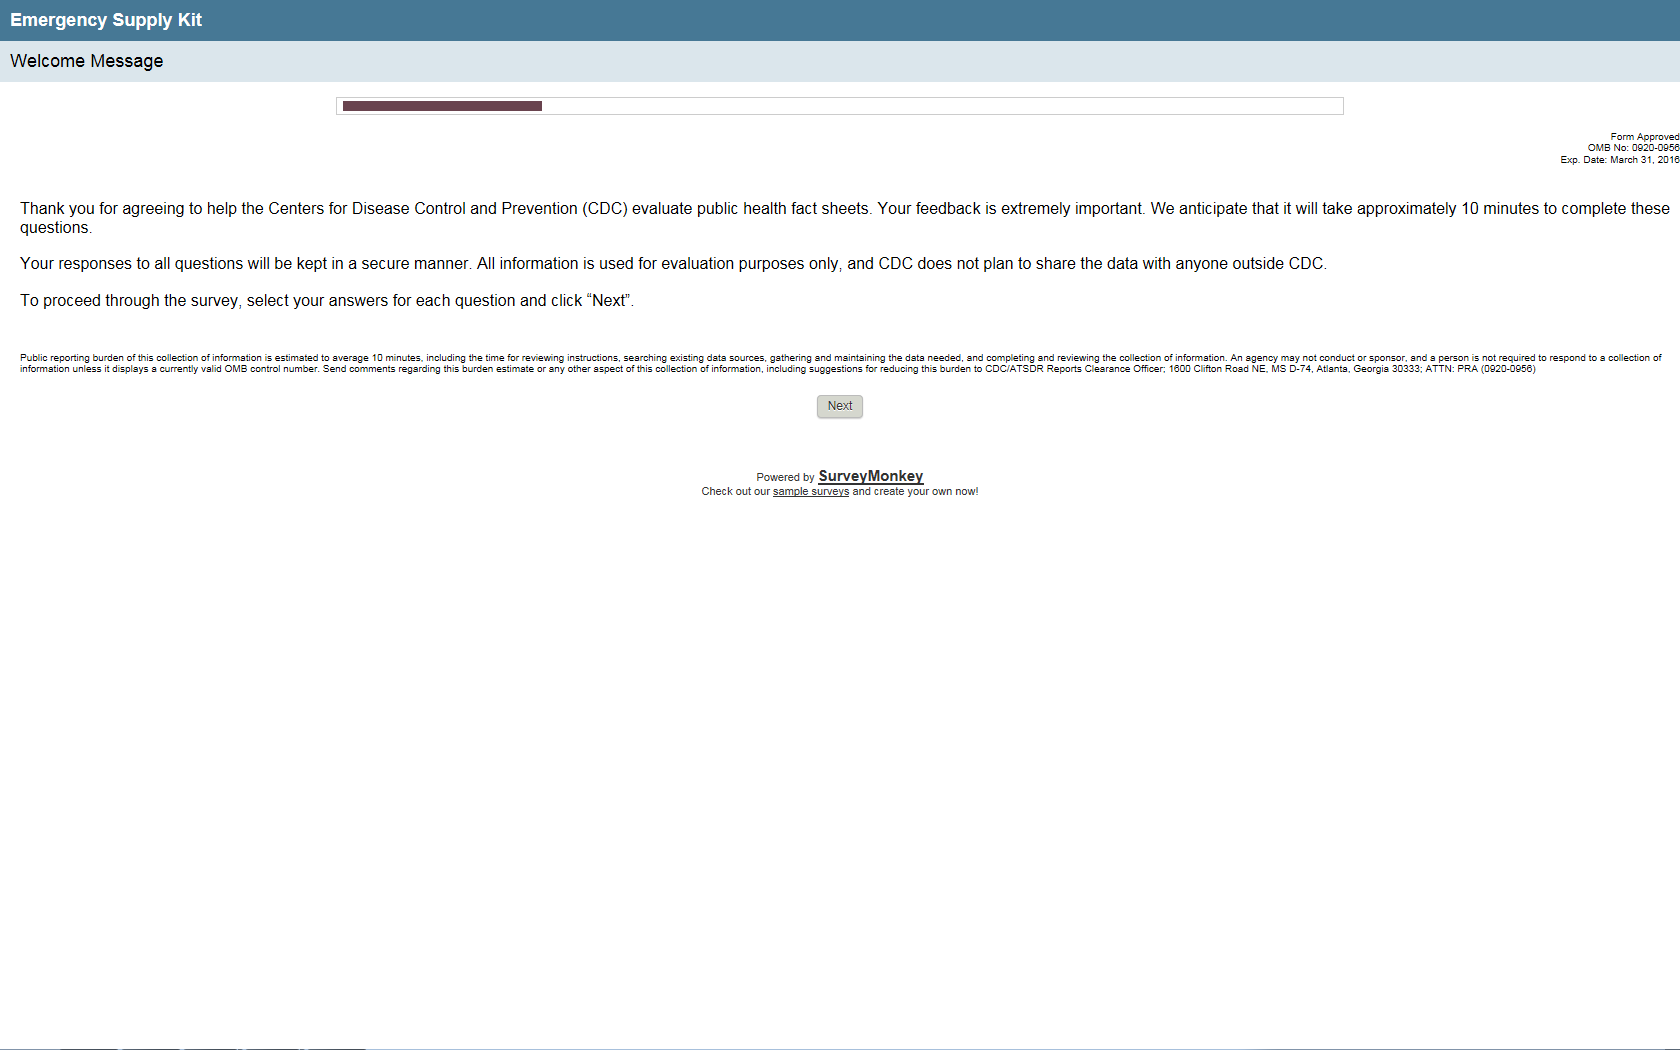 Emergency Supply Kit
Welcome Message
Form Approved
OMB No: 0920-0956
Exp. Date: March 31, 2016
Thank you for agreeing to help the Centers for Disease Control and Prevention (CDC) evaluate public health fact sheets. Your feedback is extremely important. We anticipate that it will take approximately 10 minutes to complete these
questions.
Your responses to all questions will be kept in a secure manner. All information is used for evaluation purposes only, and CDC does not plan to share the data with anyone outside CDC.
To proceed through the survey, select your answers for each question and click “Next”.
Public reporting burden of this collection of information is estimated to average 10 minutes, including the time for reviewing instructions, searching existing data sources, gathering and maintaining the data needed, and completing and reviewing the collection of information. An agency may not conduct or sponsor, and a person is not required to respond to a collection of
information unless it displays a currently valid OMB control number. Send comments regarding this burden estimate or any other aspect of this collection of information, including suggestions for reducing this burden to CDC/ATSDR Reports Clearance Officer; 1600 Clifton Road NE, MS D-74, Atlanta, Georgia 30333; ATTN: PRA (0920-0956)
Next
Powered by SurveyMonkey
Check out our sample surveys and create your own now!